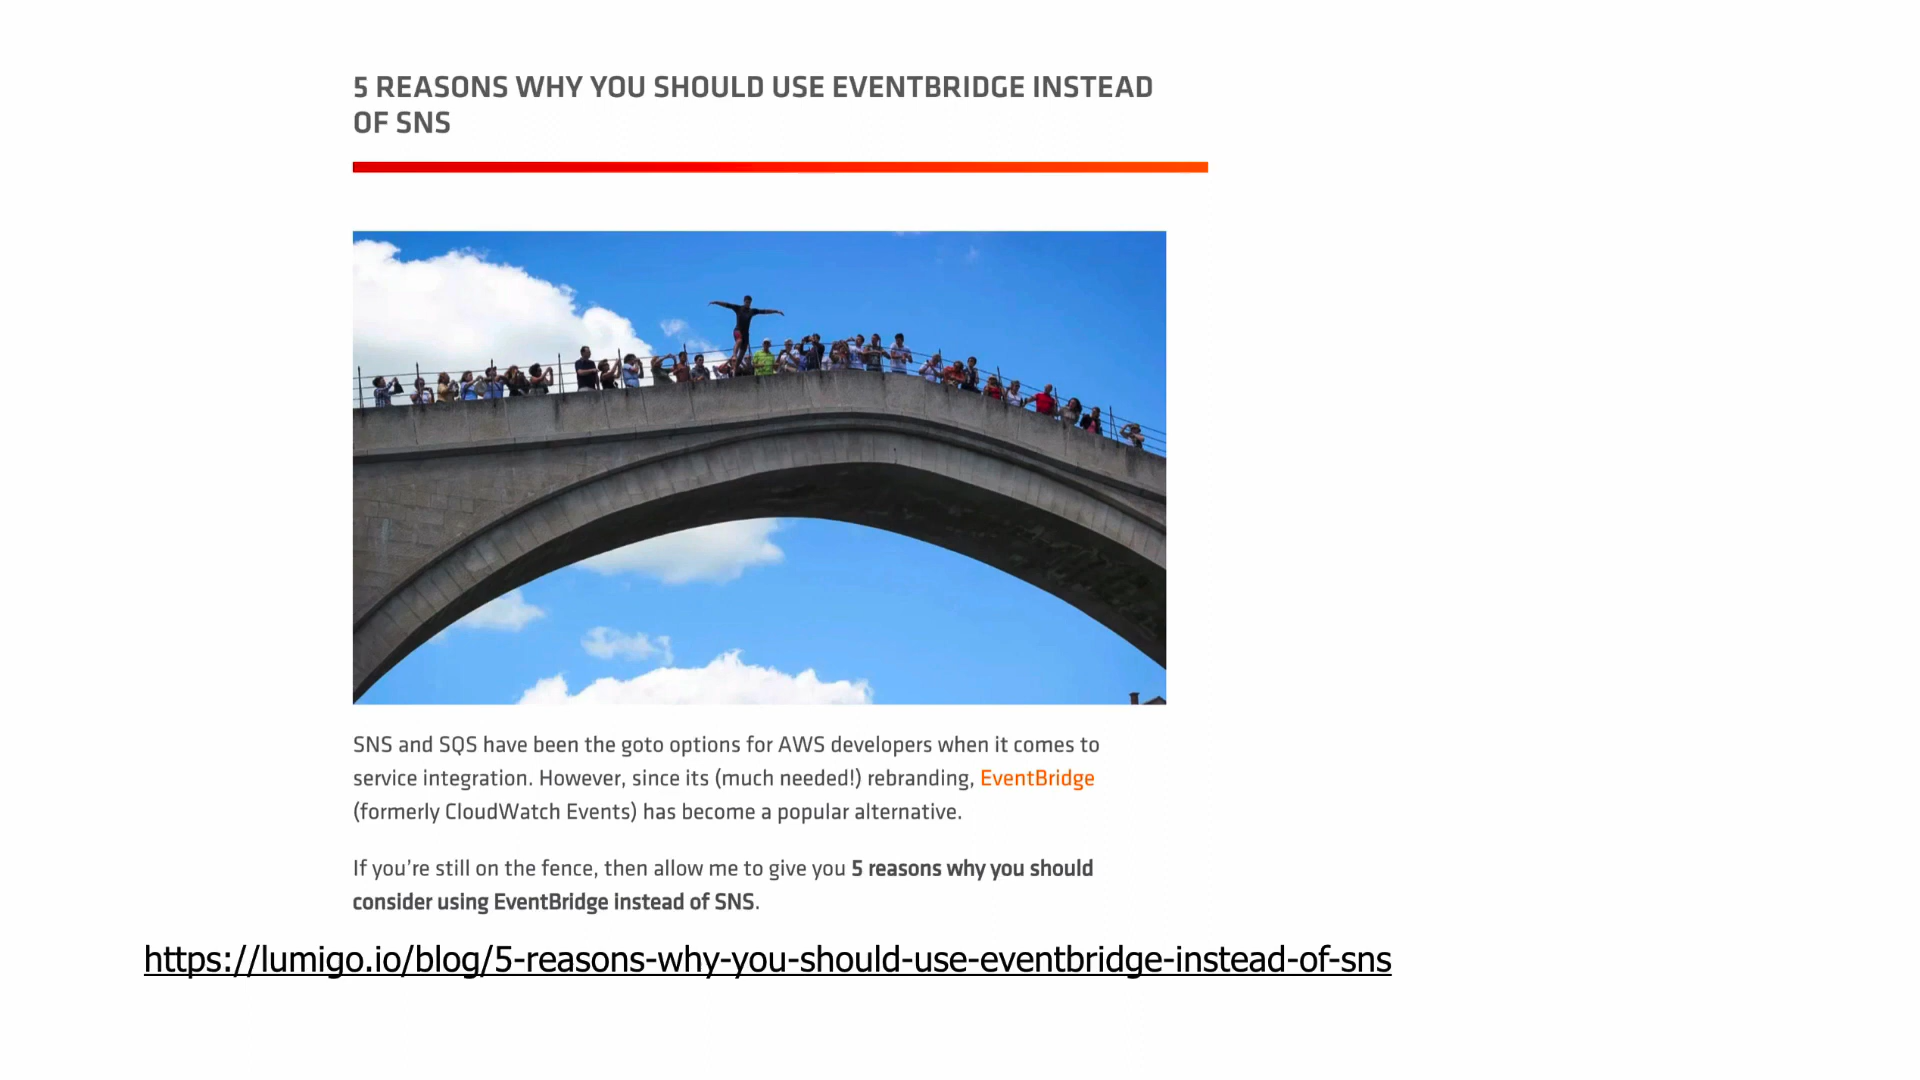 5 REASONS WHY YOU SHOULD USE EVENTBRIDGE INSTEAD
OF SNS
SNS and SQS have been the goto options for AWS developers when it comes to
service integration. However, since its (much needed!) rebranding, EventBridge
(formerly CloudWatch Events) has become a popular alternative.
If you’re still on the fence, then allow me to give you 5 reasons why you should
consider using EventBridge instead of SNS.
https://lumigo.io/blog/5-reasons-why-you-should-use-eventbridge-instead-of-sns